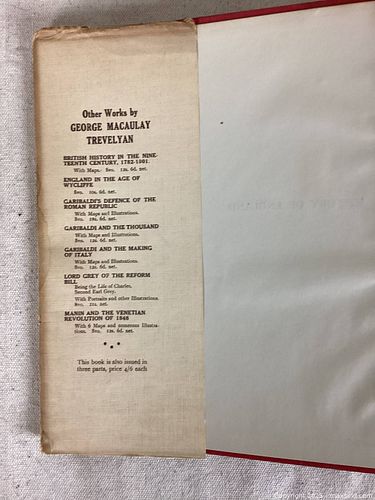 Other Works by
GEORGE MACAULAY
TREVELYAN
BRITISH HISTORY IN THE NINE-
TEENTH CENTURY, 1782-1901.
With Maps. 8vo. 12s. 6d. net.
ENGLAND IN THE AGE OF
WYCLIFFE
8vo. 10s. 6d. net.
GARIBALDI'S DEFENCE OF THE
ROMAN REPUBLIC
With Maps and Illustrations.
8vo. net.
GARIBALDI AND THE THOUSAND
With Maps and Illustrations.
8vo. 12s. 6d. net.
GARIBALDI AND THE MAKING
OF ITALY
With Maps and Illustrations.
8vo. 12s. 6d. net.
LORD GREY OF THE REFORM
BILL
Being the Life of Charles,
Second Earl Grey.
With Portraits and other Illustrations.
8vo. 21s. net.
MANIN AND THE VENETIAN
REVOLUTION OF 1848
With 6 Maps and numerous Illustra-
tions. 8vo. 12s. 6d. net.
This book is also issued in
three parts, price 4/6 each
HISTORY OF ENGLAND